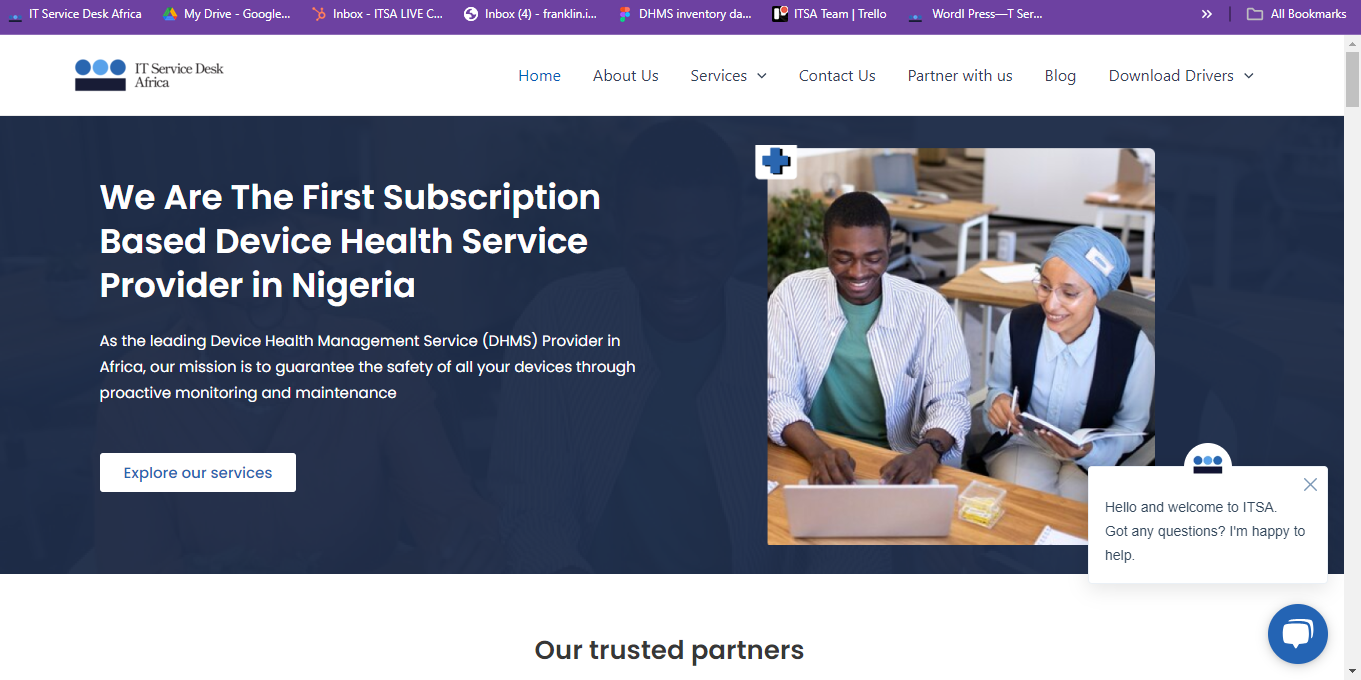 IT Service Desk Africa
My Drive - Google...
Inbox - ITSA LIVE C...
Inbox (4) - franklin.i...
DHMS inventory da...
ITSA Team | Trello
Wordl Press—T Ser...
All Bookmarks
IT Service Desk
Africa
Home
About Us
Services
Contact Us
Partner with us
Blog
Download Drivers
We Are The First Subscription
Based Device Health Service
Provider in Nigeria
As the leading Device Health Management Service (DHMS) Provider in
Africa, our mission is to guarantee the safety of all your devices through
proactive monitoring and maintenance
Explore our services
Hello and welcome to ITSA.
Got any questions? I'm happy to
help.
Our trusted partners